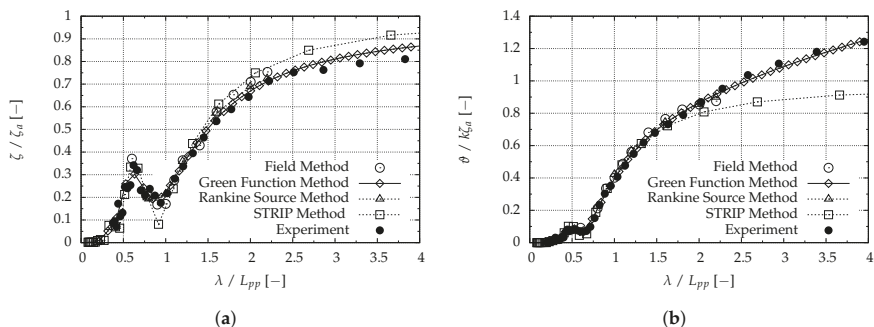 1
0.9
0.8
0.7
0.6
0.5
0.4
0.3
0.2
0.1
0
ζ / ζa [−]
Field Method
Green Function Method
Rankine Source Method
STRIP Method
Experiment
0 0.5 1 1.5 2 2.5 3 3.5 4
λ / Lpp [−]
(a)
1.4
1.2
1
0.8
0.6
0.4
0.2
0
ϑ / kζa [−]
Field Method
Green Function Method
Rankine Source Method
STRIP Method
Experiment
0 0.5 1 1.5 2 2.5 3 3.5 4
λ / Lpp [−]
(b)